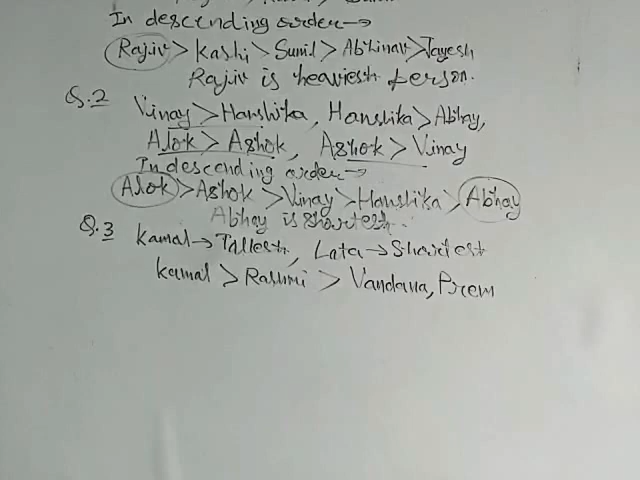 In descending order→
Rajiv > Kashi > Sunil > Abhinav > Jayesh
Rajiv is heaviest person.
Q.2 Vinay > Hanshika, Hanshika > Abhay,
Alok > Ashok, Ashok > Vinay
In descending order→
Alok > Ashok > Vinay > Hanshika > Abhay
Abhay is shortest.
Q.3 Kamal → Tallest, Lata → Shortest
Kamal > Rashmi > Vandana, Prem